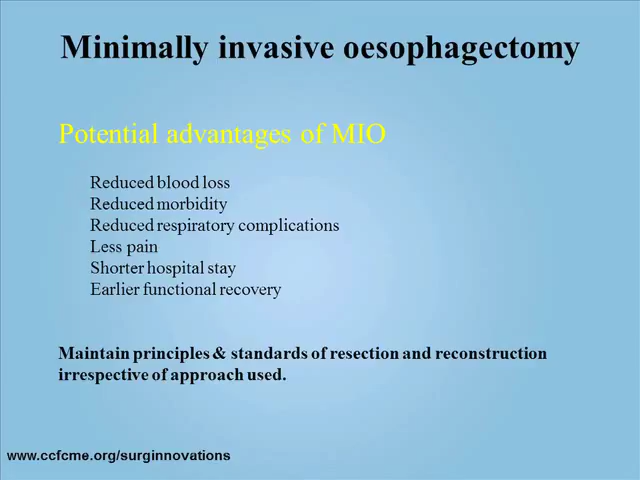 Minimally invasive oesophagectomy
Potential advantages of MIO
Reduced blood loss
Reduced morbidity
Reduced respiratory complications
Less pain
Shorter hospital stay
Earlier functional recovery
Maintain principles & standards of resection and reconstruction
irrespective of approach used.
www.ccfcme.org/surginnovations